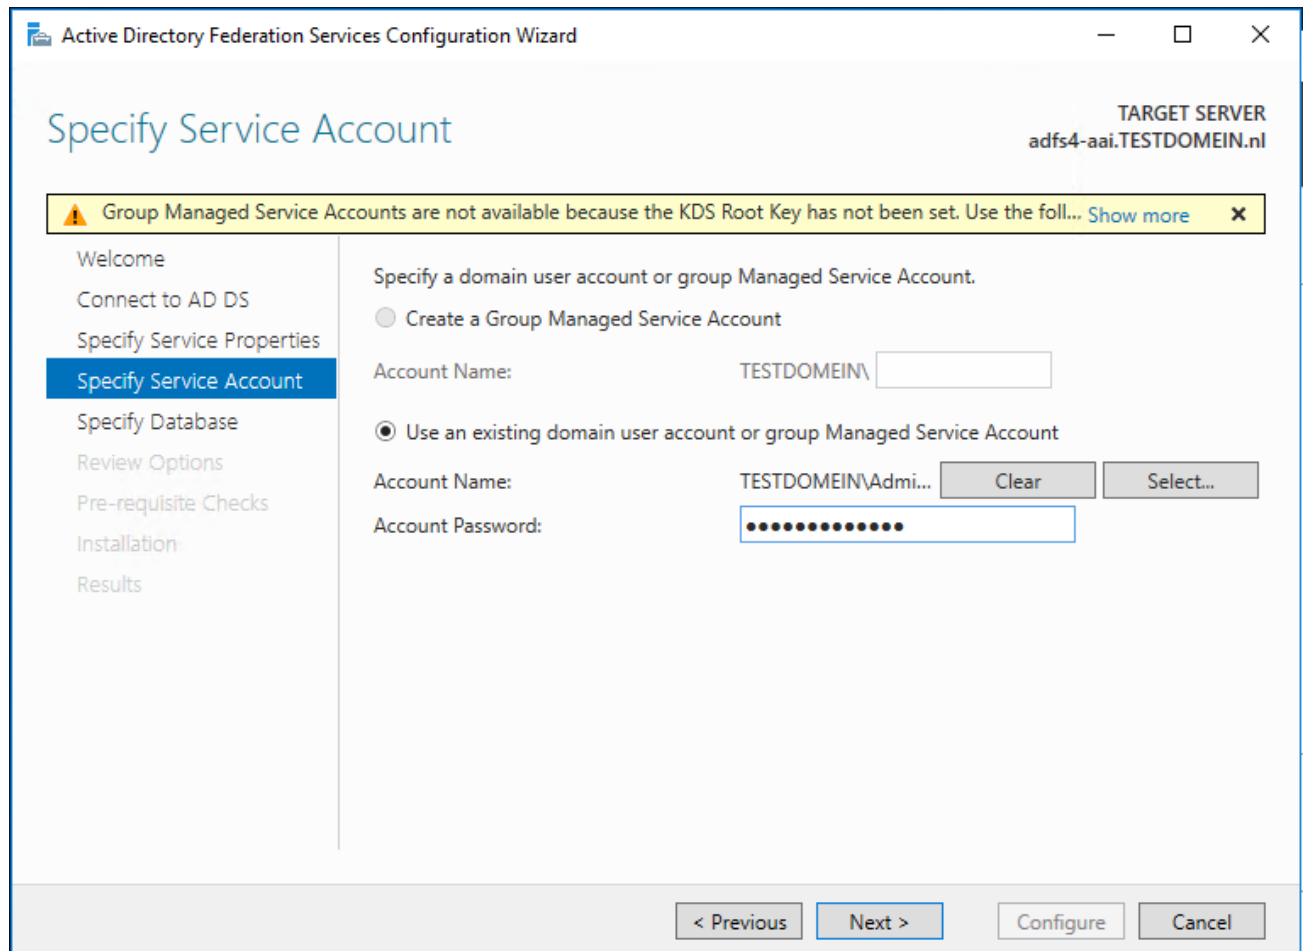 Active Directory Federation Services Configuration Wizard
Specify Service Account
TARGET SERVER
adfs4-aai.TESTDOMEIN.nl
Group Managed Service Accounts are not available because the KDS Root Key has not been set. Use the foll... Show more
Welcome
Connect to AD DS
Specify Service Properties
Specify Service Account
Specify Database
Review Options
Pre-requisite Checks
Installation
Results
Specify a domain user account or group Managed Service Account.
Create a Group Managed Service Account
Account Name: TESTDOMEIN\
Use an existing domain user account or group Managed Service Account
Account Name: TESTDOMEIN\Admi... Clear Select...
Account Password: •••••••••••••
< Previous Next > Configure Cancel